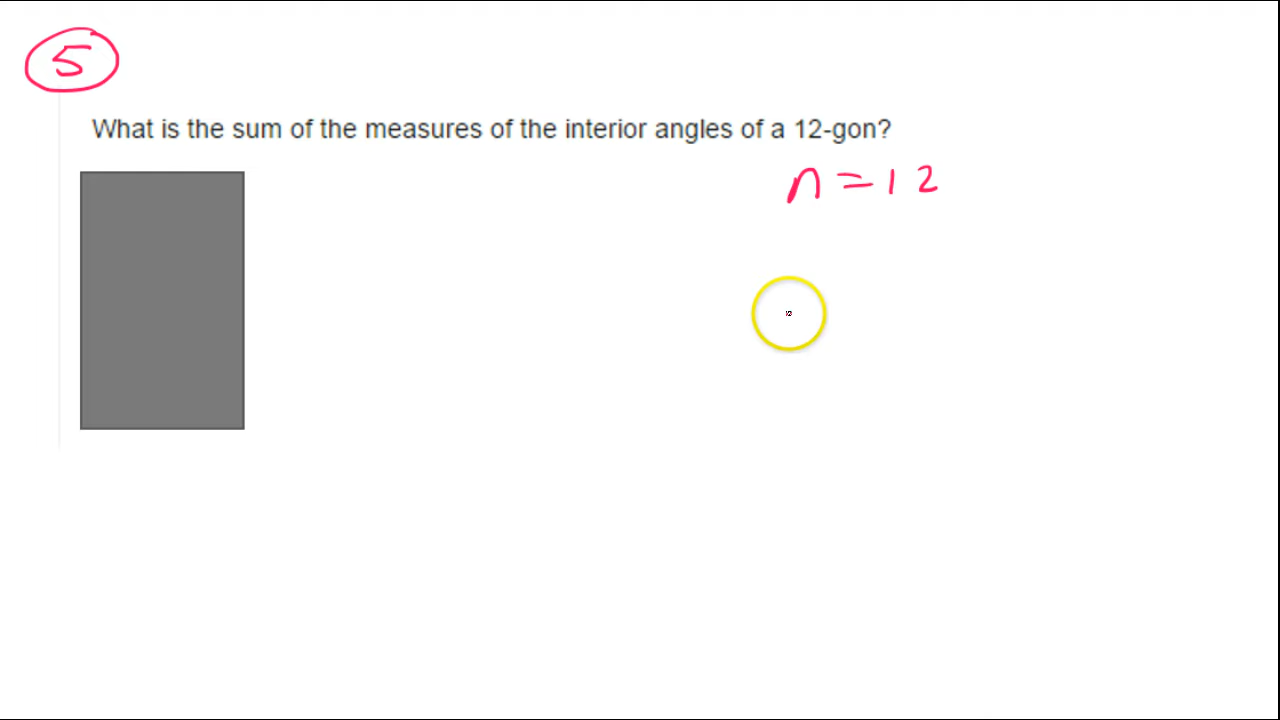 5
What is the sum of the measures of the interior angles of a 12-gon?
n = 12